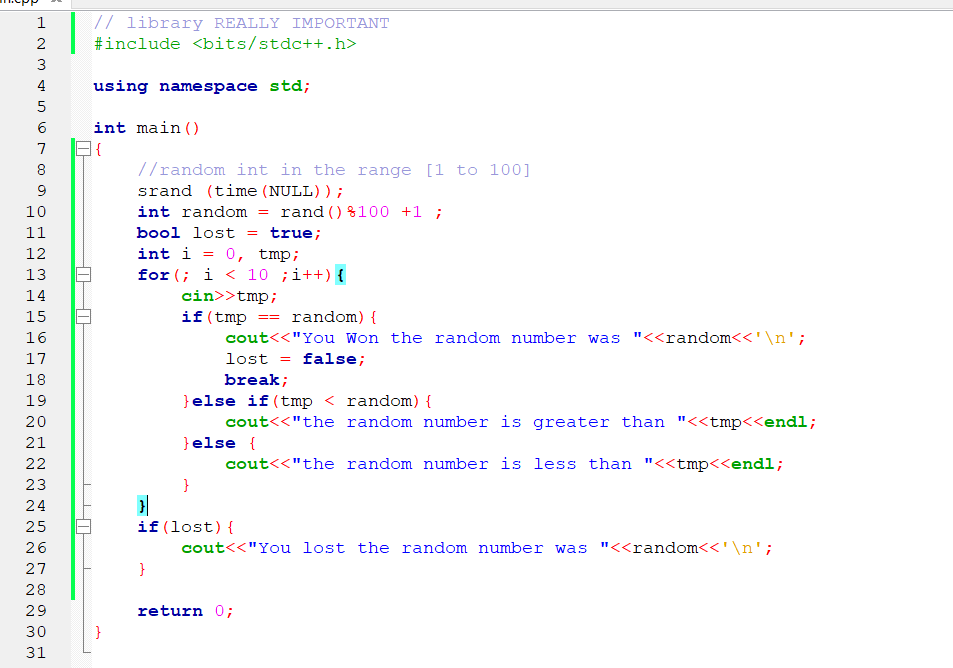 m.cpp
1 // library REALLY IMPORTANT
2 #include <bits/stdc++.h>
3
4 using namespace std;
5
6 int main()
7 {
8     //random int in the range [1 to 100]
9     srand (time(NULL));
10     int random = rand()%100 +1 ;
11     bool lost = true;
12     int i = 0, tmp;
13     for(; i < 10 ;i++){
14         cin>>tmp;
15         if(tmp == random){
16             cout<<"You Won the random number was "<<random<<'\n';
17             lost = false;
18             break;
19         }else if(tmp < random){
20             cout<<"the random number is greater than "<<tmp<<endl;
21         }else {
22             cout<<"the random number is less than "<<tmp<<endl;
23         }
24     }
25     if(lost){
26         cout<<"You lost the random number was "<<random<<'\n';
27     }
28
29     return 0;
30 }
31